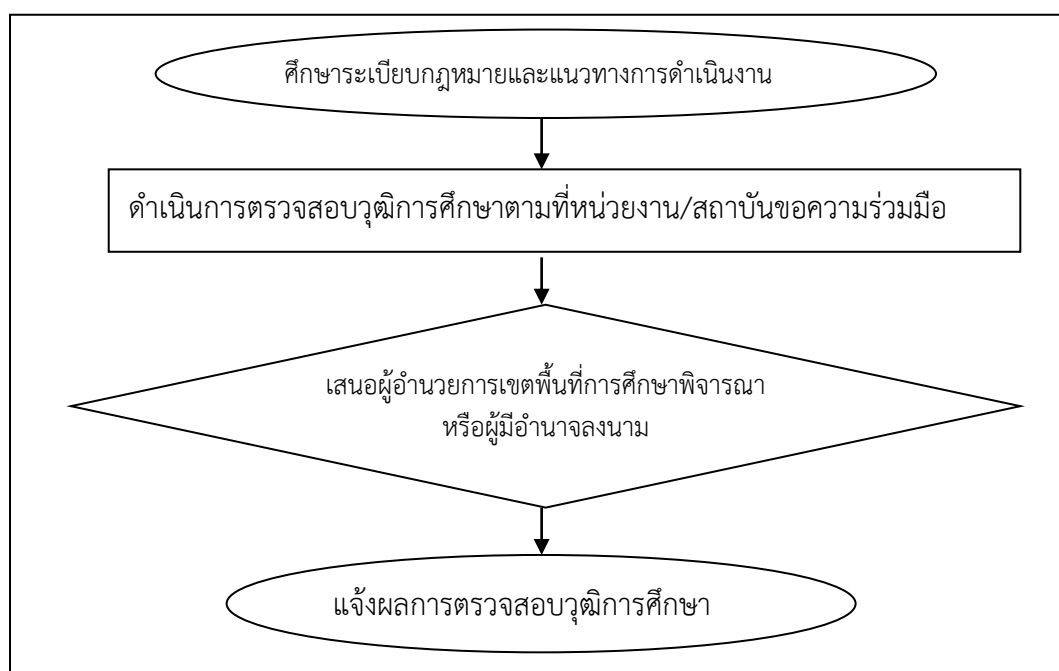 ศึกษาระเบียบกฎหมายและแนวทางการดำเนินงาน
ดำเนินการตรวจสอบวุฒิการศึกษาตามที่หน่วยงาน/สถาบันขอความร่วมมือ
เสนอผู้อำนวยการเขตพื้นที่การศึกษาพิจารณา
หรือผู้มีอำนาจลงนาม
แจ้งผลการตรวจสอบวุฒิการศึกษา